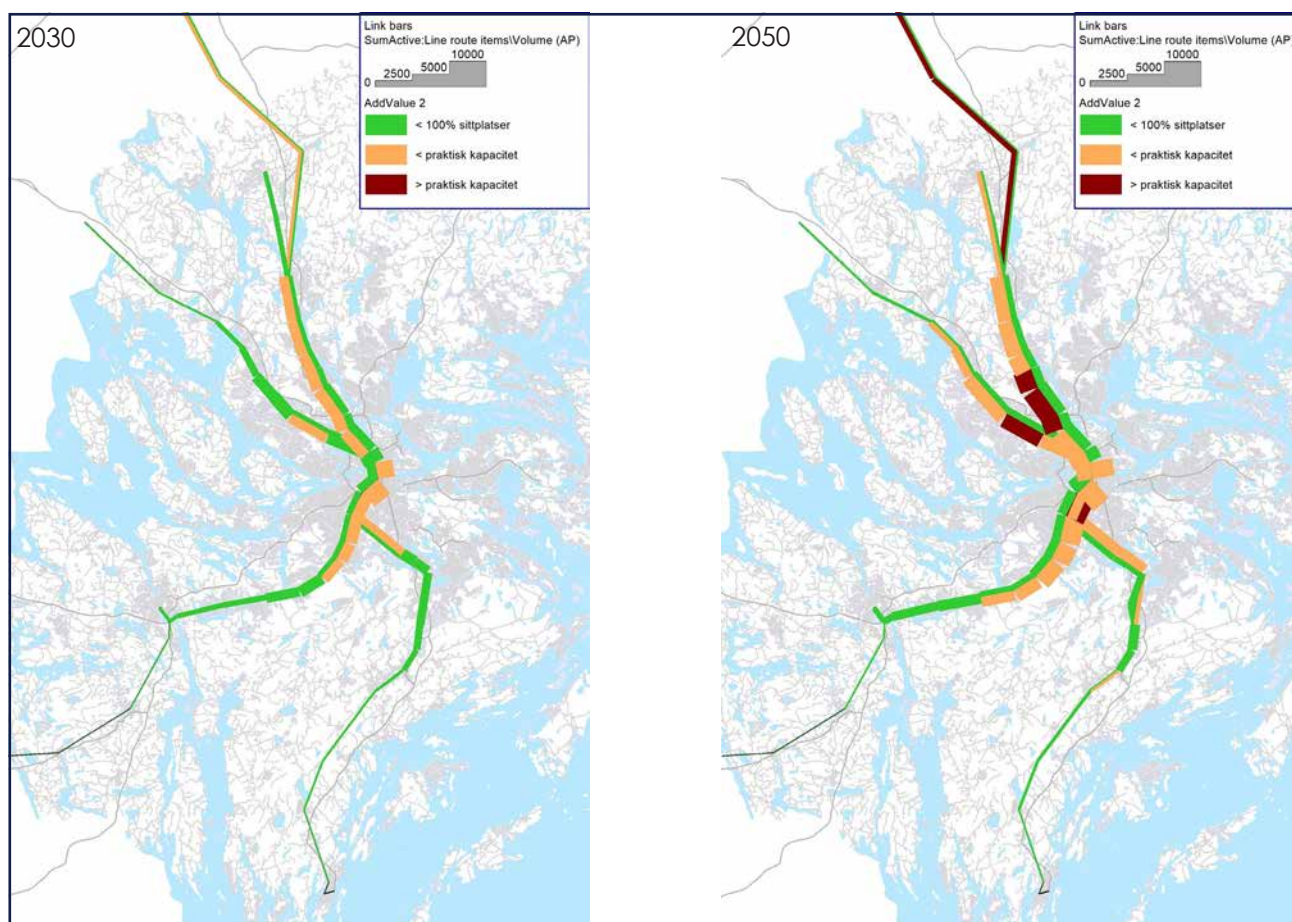 2030
Link bars
SumActive:Line route items\Volume (AP)
10000
5000
2500
0
AddValue 2
< 100% sittplatser
< praktisk kapacitet
> praktisk kapacitet
2050
Link bars
SumActive:Line route items\Volume (AP)
10000
5000
2500
0
AddValue 2
< 100% sittplatser
< praktisk kapacitet
> praktisk kapacitet